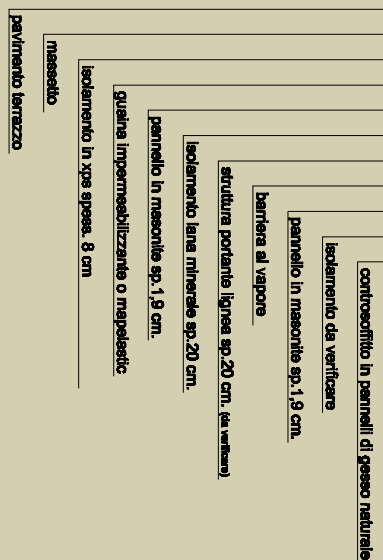 controsoffitto in pannelli di gesso naturale
isolamento da verificare
pannello in masonite sp.1,9 cm.
barriera al vapore
struttura portante lignea sp.20 cm. (da verificare)
isolamento lana minerale sp.20 cm.
pannello in masonite sp.1,9 cm.
guaina impermeabilizzante o mapelastic
isolamento in xps spess. 8 cm
massetto
pavimento terrazzo